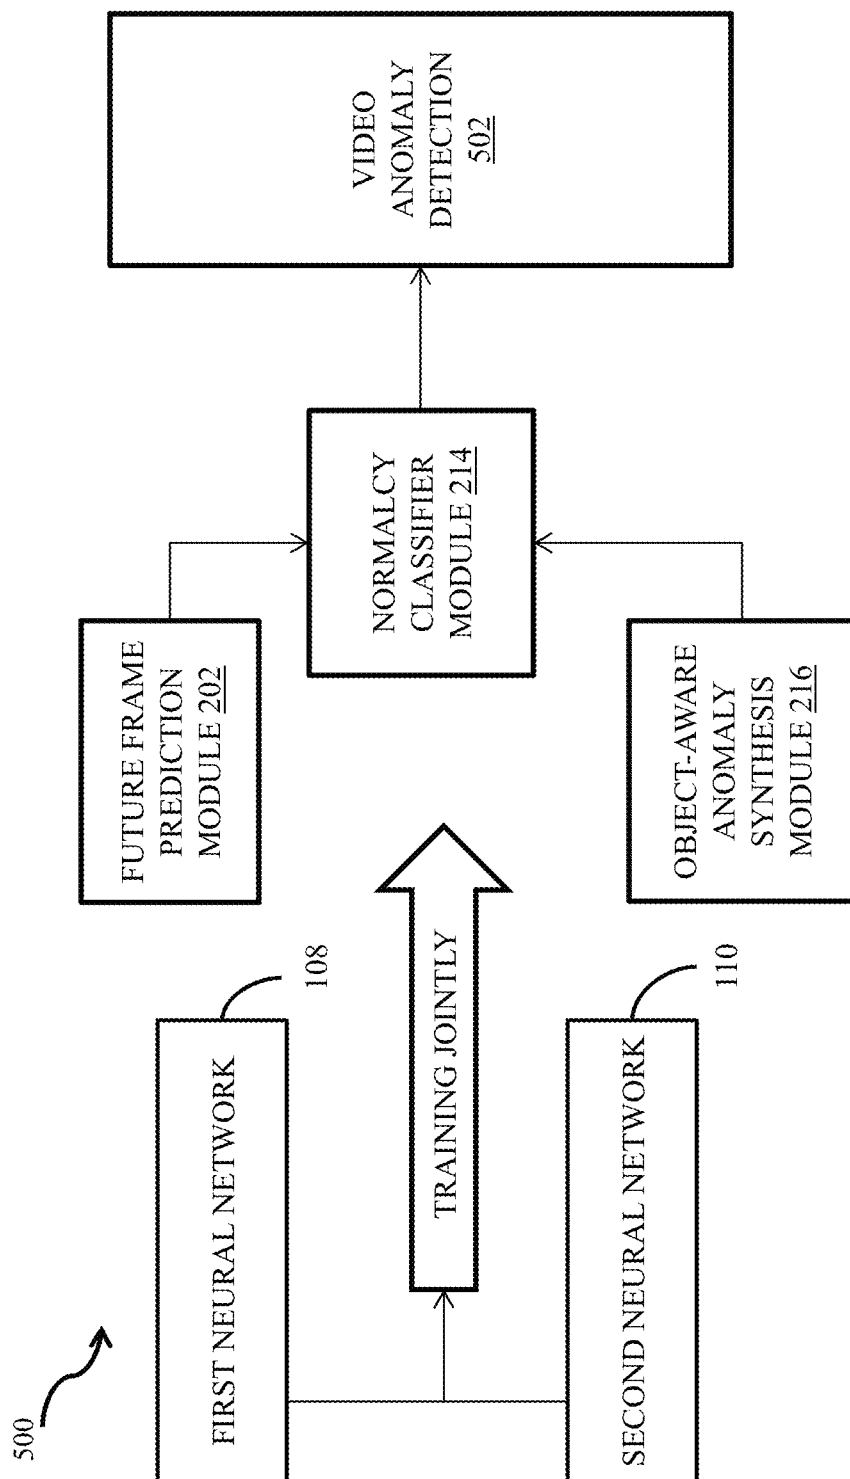 500
FIRST NEURAL NETWORK
108
TRAINING JOINTLY
SECOND NEURAL NETWORK
110
FUTURE FRAME
PREDICTION
MODULE 202
OBJECT-AWARE
ANOMALY
SYNTHESIS
MODULE 216
NORMALCY
CLASSIFIER
MODULE 214
VIDEO
ANOMALY
DETECTION
502